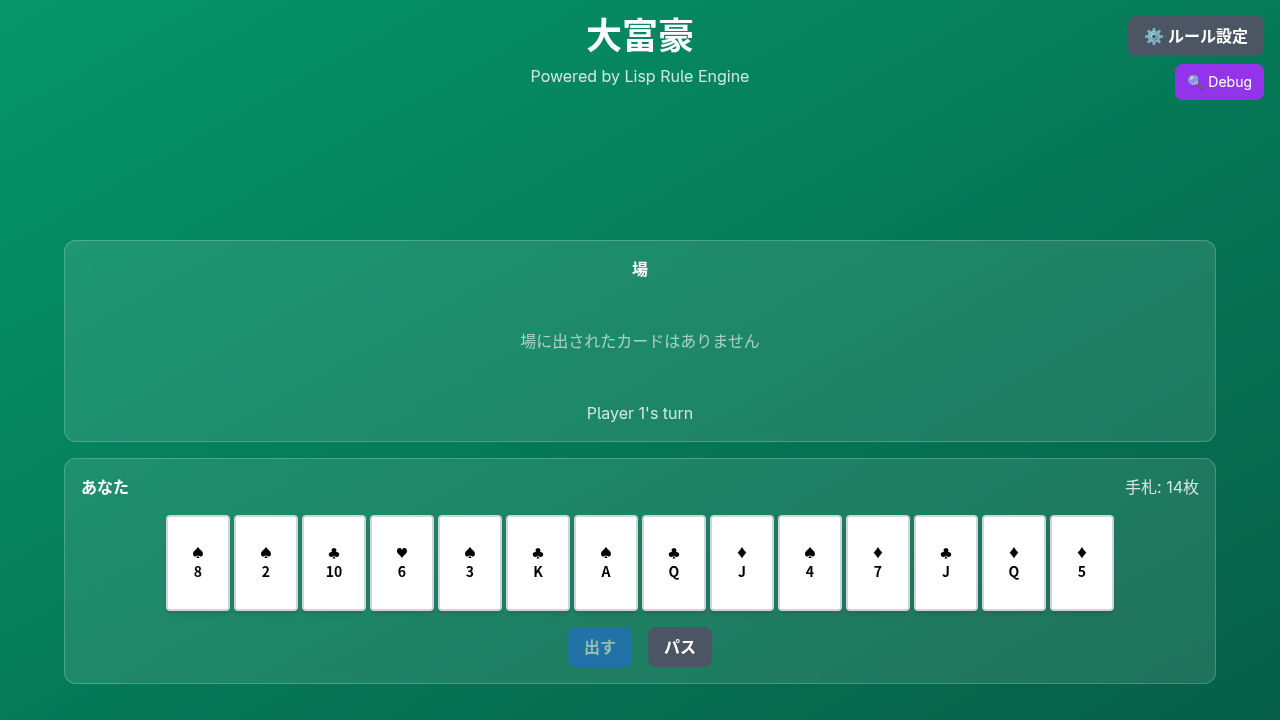 大富豪
Powered by Lisp Rule Engine
⚙️ ルール設定
🔍 Debug
場
場に出されたカードはありません
Player 1's turn
あなた
手札: 14枚
♠ ♠ ♣ ♥ ♠ ♣ ♠ ♣ ♦ ♠ ♦ ♣ ♦ ♦
8 2 10 6 3 K A Q J 4 7 J Q 5
出す パス